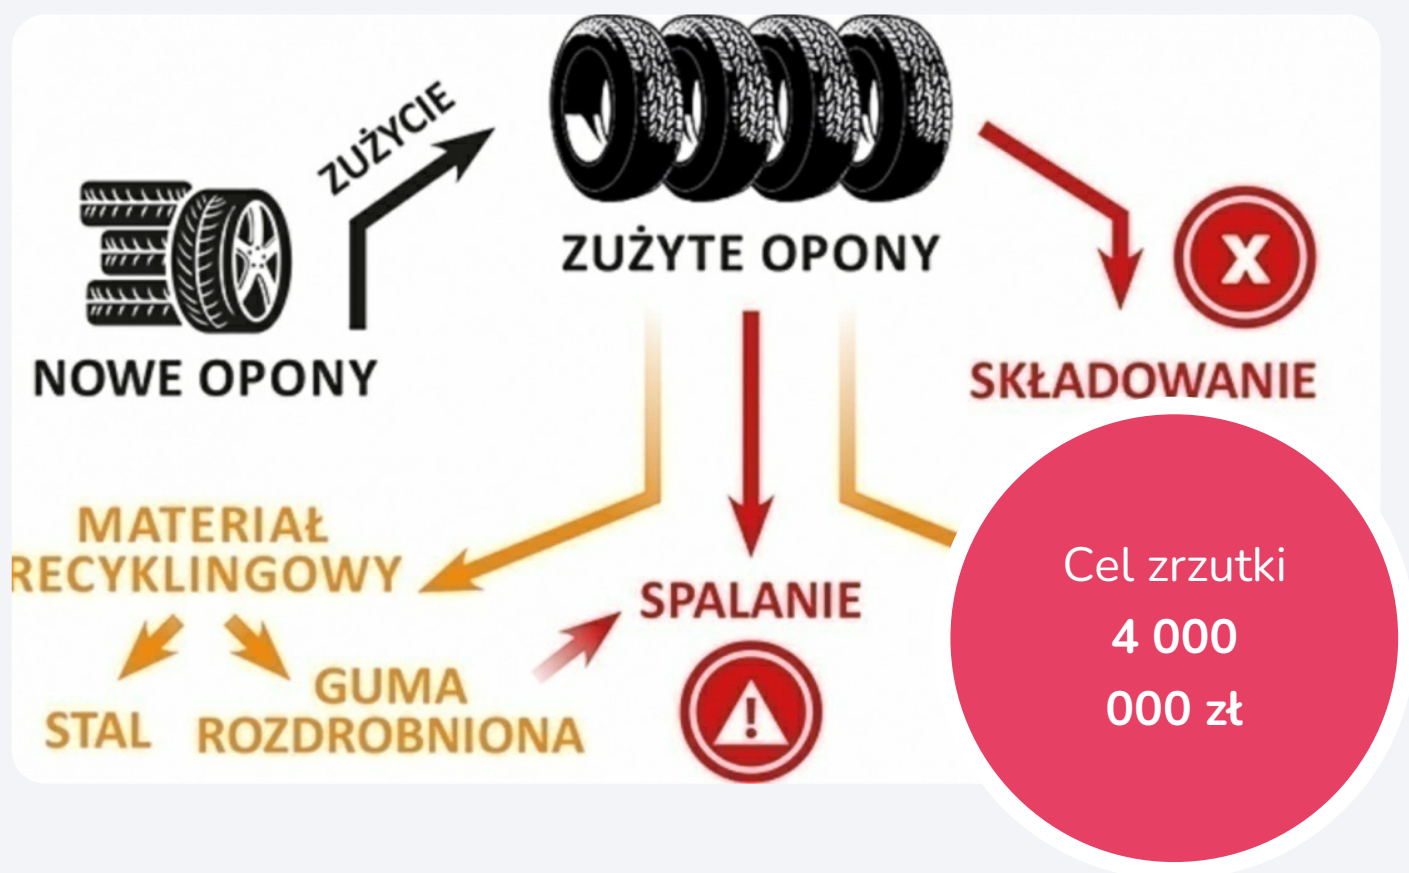 ZUŻYCIE
ZUŻYTE OPONY
X
NOWE OPONY
SKŁADOWANIE
MATERIAŁ
RECYKLINGOWY
SPALANIE
!
STAL
GUMA
ROZDROBNIONA
Cel zrzutki
4 000
000 zł